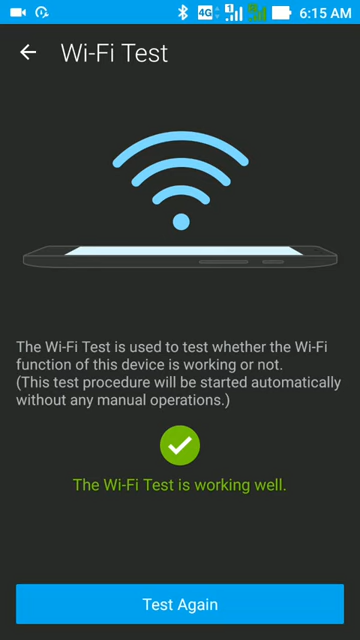 4G 1 6:15 AM
Wi-Fi Test
The Wi-Fi Test is used to test whether the Wi-Fi
function of this device is working or not.
(This test procedure will be started automatically
without any manual operations.)
The Wi-Fi Test is working well.
Test Again